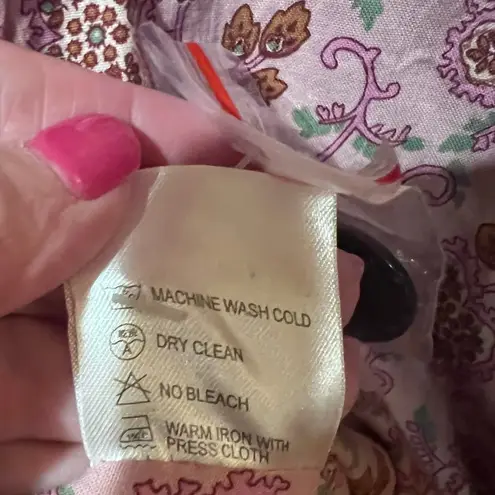 MACHINE WASH COLD
DRY CLEAN
NO BLEACH
WARM IRON WITH
PRESS CLOTH